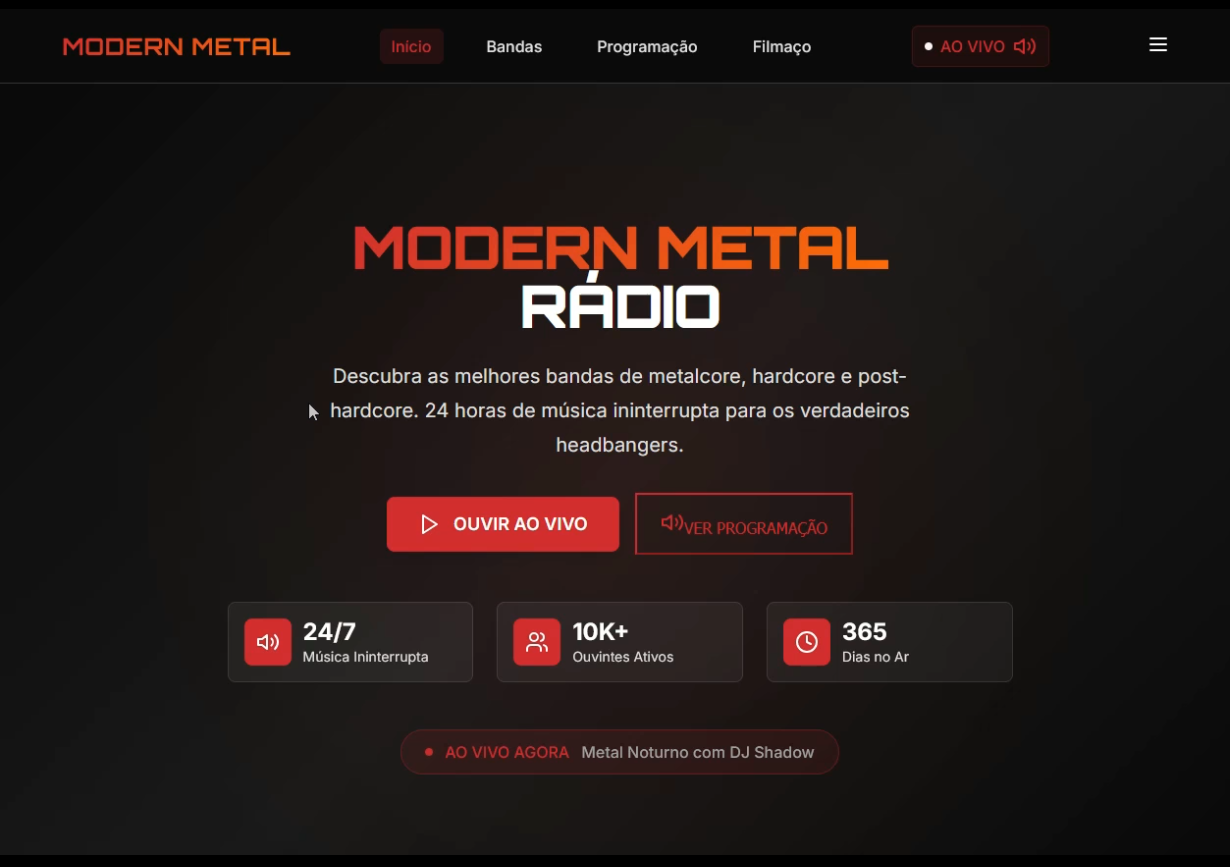 MODERN METAL
Início
Bandas
Programação
Filmaço
AO VIVO
MODERN METAL
RÁDIO
Descubra as melhores bandas de metalcore, hardcore e post-
hardcore. 24 horas de música ininterrupta para os verdadeiros
headbangers.
OUVIR AO VIVO
VER PROGRAMAÇÃO
24/7
Música Ininterrupta
10K+
Ouvintes Ativos
365
Dias no Ar
AO VIVO AGORA Metal Noturno com DJ Shadow